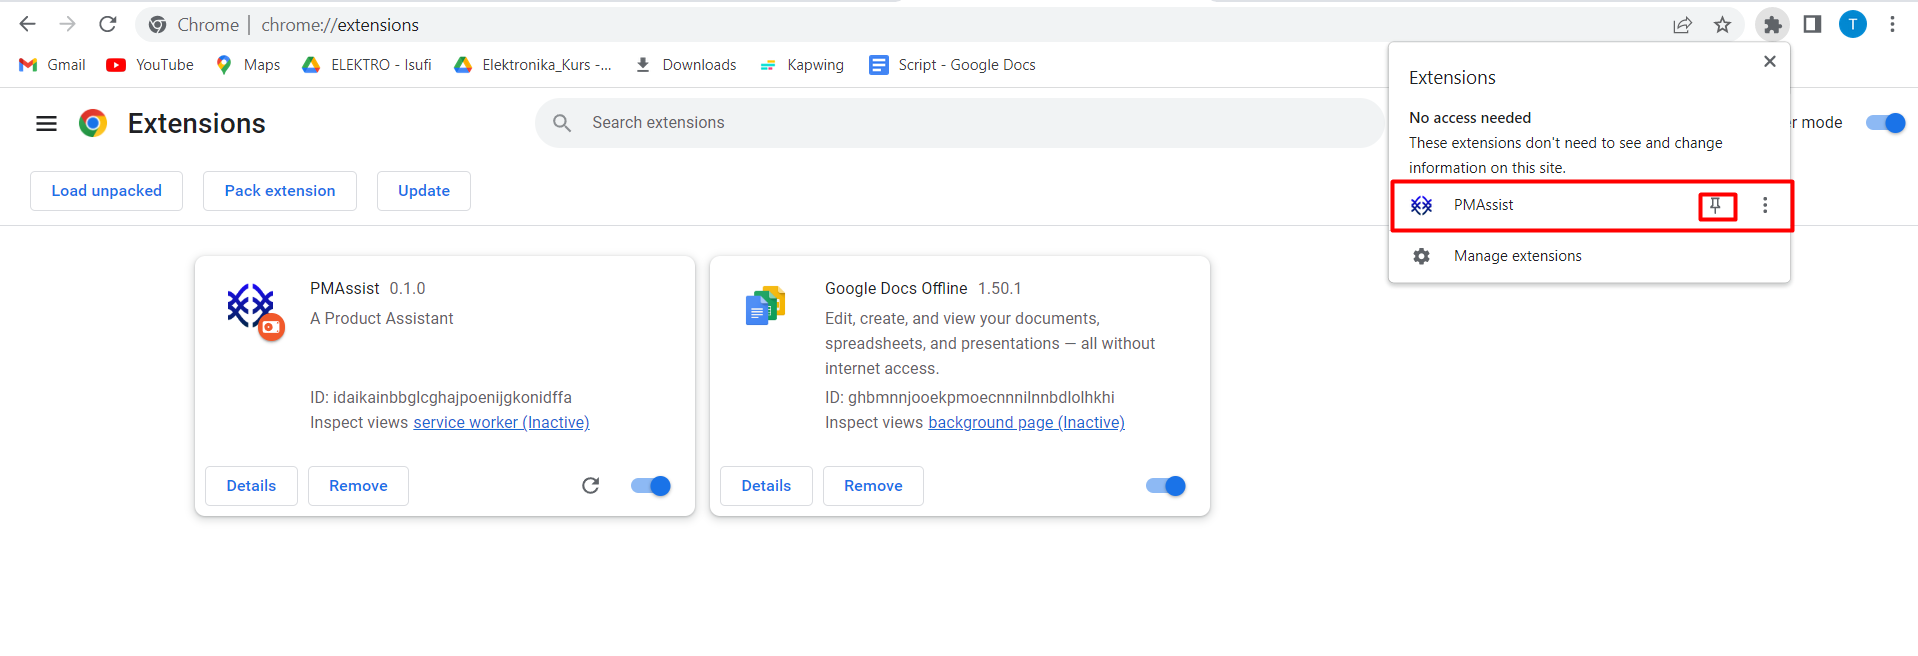 Chrome | chrome://extensions
T
Gmail YouTube Maps ELEKTRO - Isufi Elektronika_Kurs -... Downloads Kapwing Script - Google Docs
Extensions
Search extensions
r mode
Load unpacked Pack extension Update
Extensions
No access needed
These extensions don't need to see and change
information on this site.
PMAssist
Manage extensions
PMAssist 0.1.0
A Product Assistant
ID: idaikainbbglcghajpoenijgkonidffa
Inspect views service worker (Inactive)
Details Remove
Google Docs Offline 1.50.1
Edit, create, and view your documents,
spreadsheets, and presentations — all without
internet access.
ID: ghbmnnjooekpmoecnnnilnnbdlolhkhi
Inspect views background page (Inactive)
Details Remove